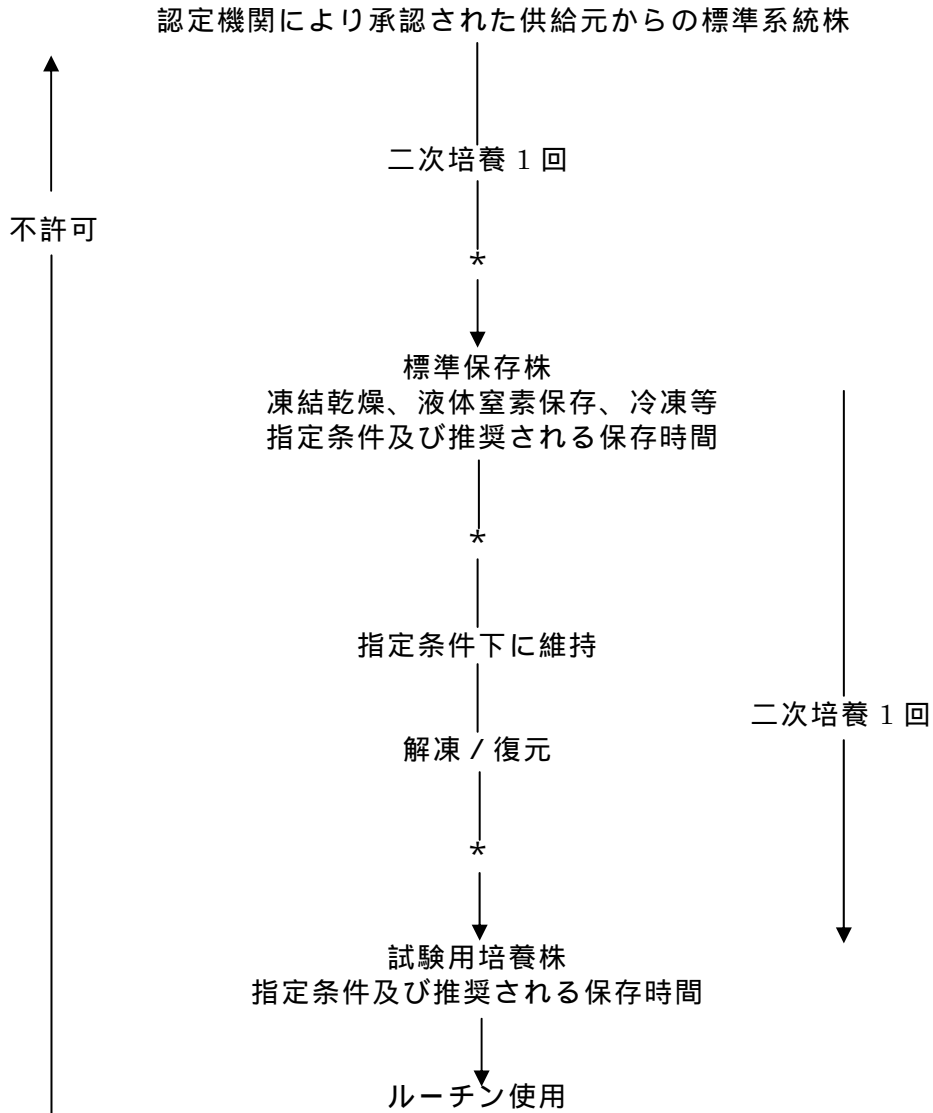 認定機関により承認された供給元からの標準系統株
二次培養 1 回
不許可
*
標準保存株
凍結乾燥、液体窒素保存、冷凍等
指定条件及び推奨される保存時間
*
指定条件下に維持
二次培養 1 回
解凍 / 復元
*
試験用培養株
指定条件及び推奨される保存時間
ルーチン使用